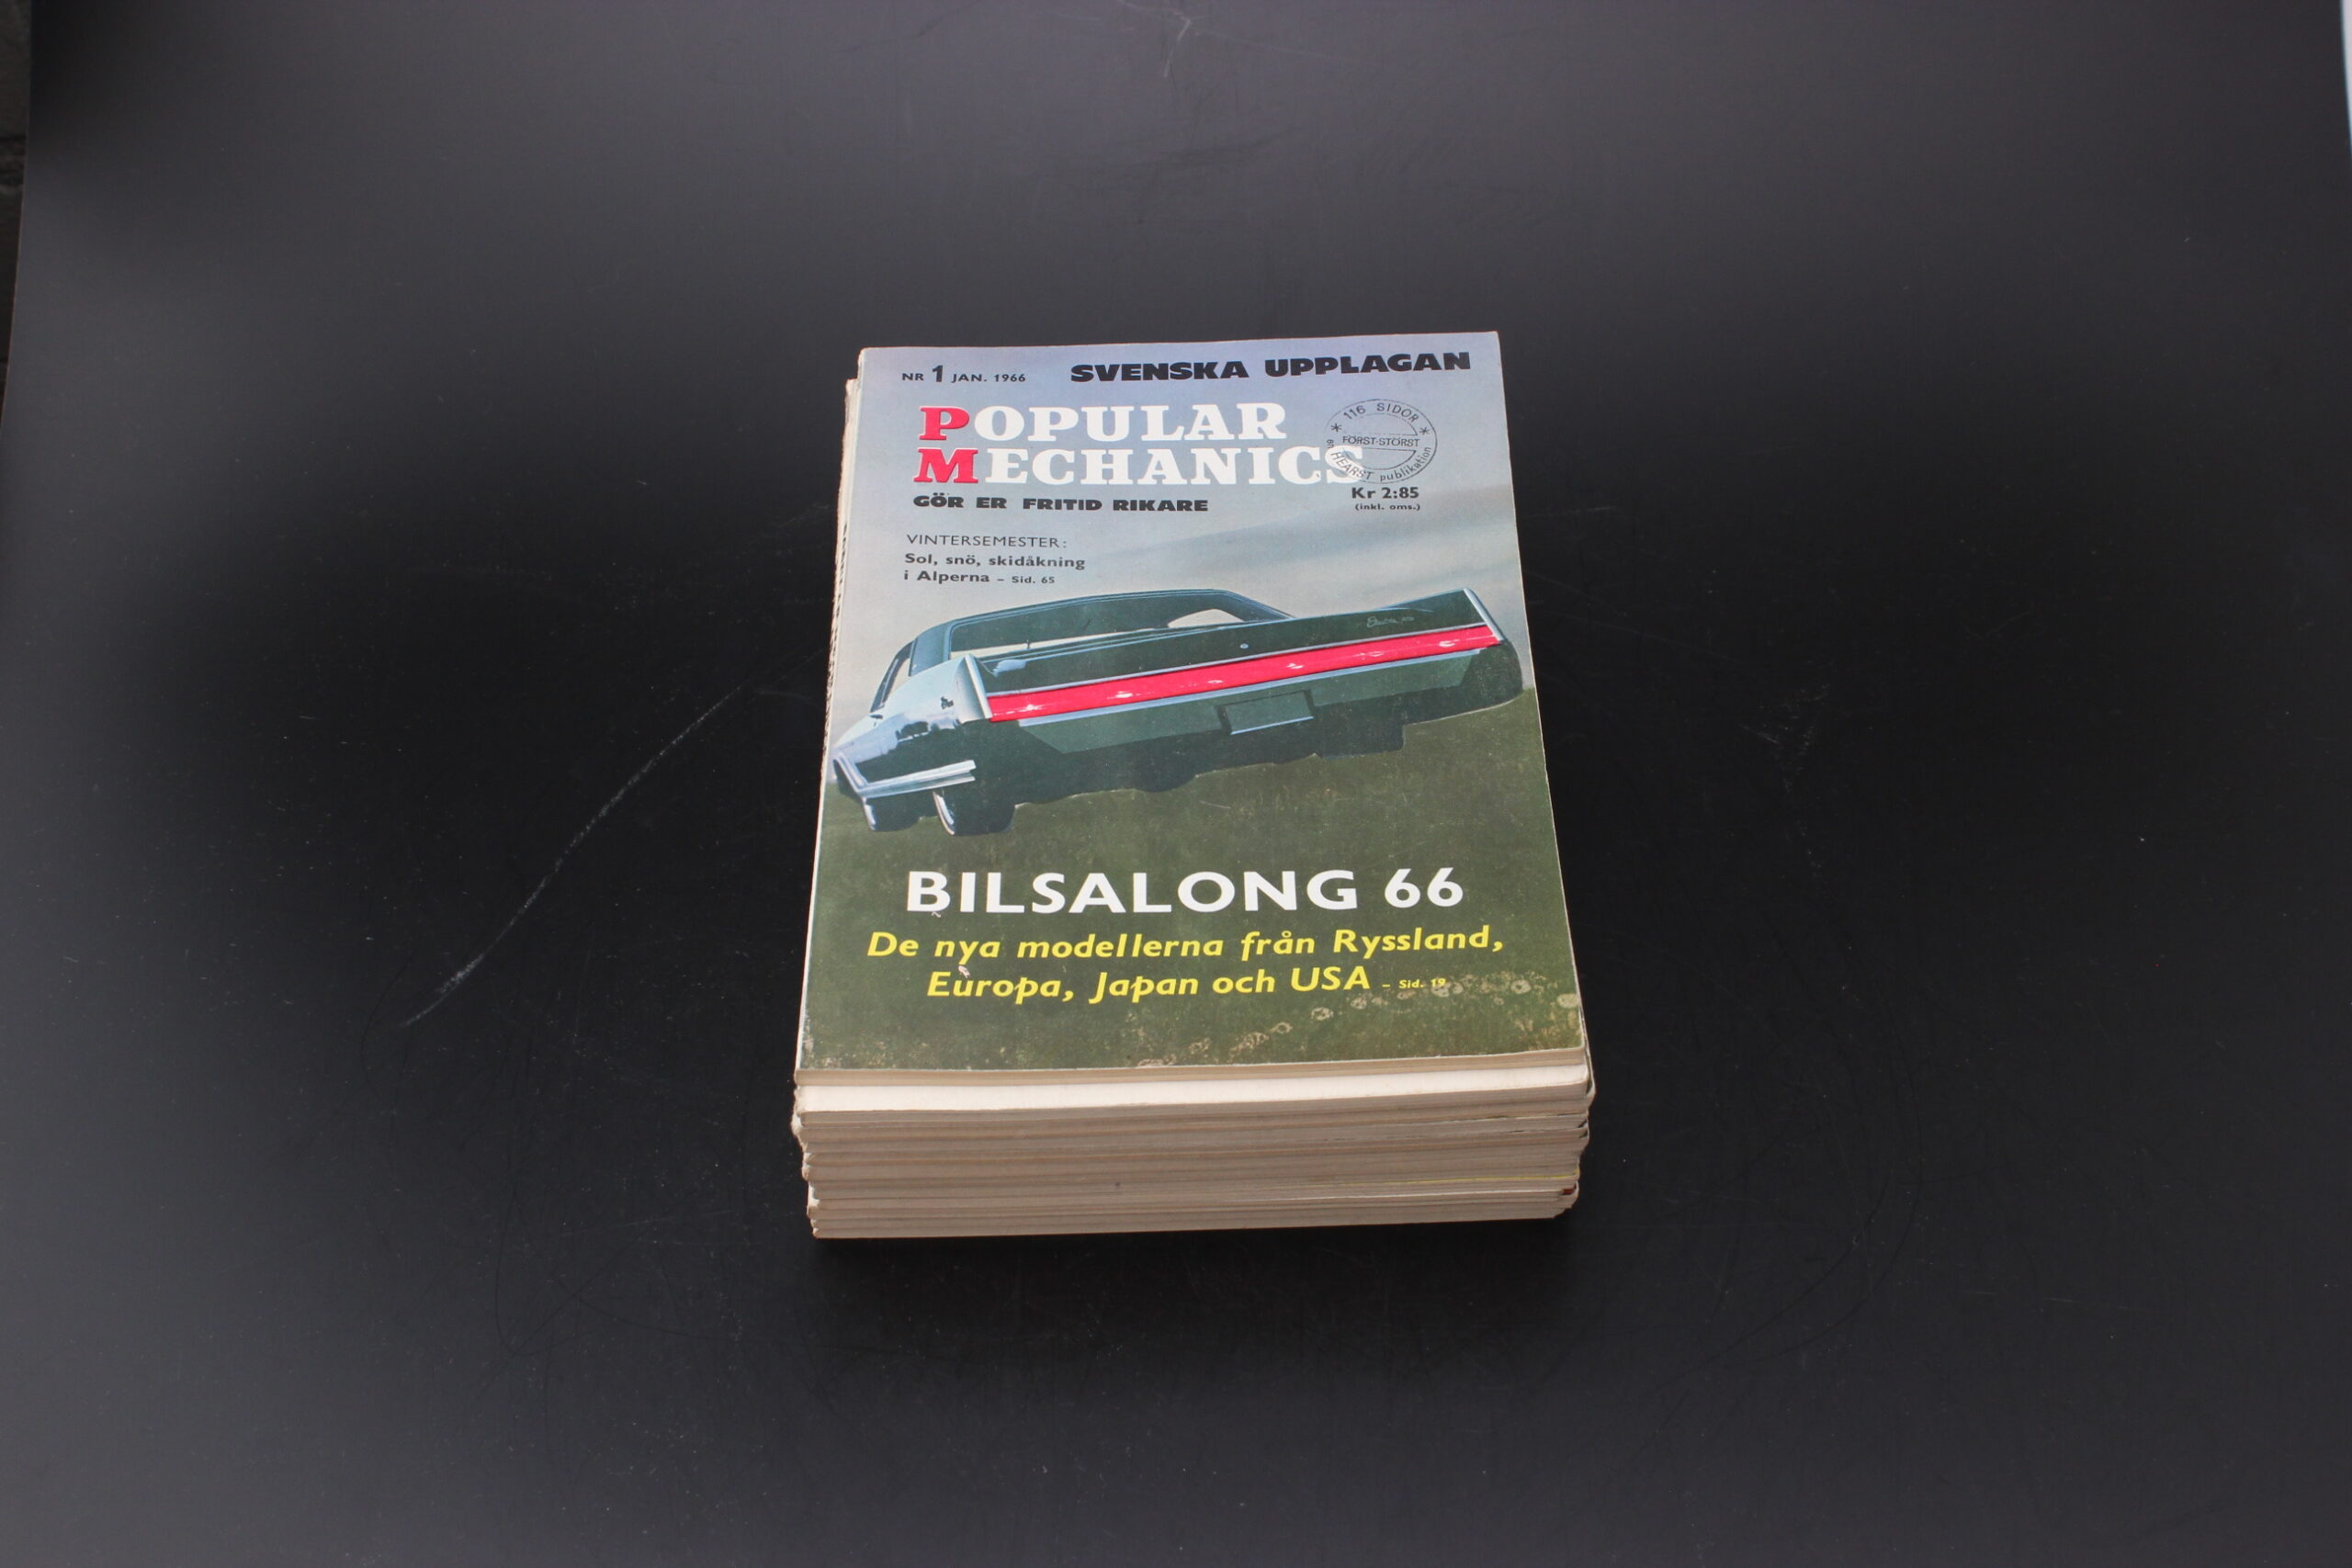 NR 1 JAN. 1966 SVENSKA UPPLAGAN
POPULAR
MECHANICS
* 116 SIDOR *
FÖRST-STÖRST
en HEARST publikation
GÖR ER FRITID RIKARE
Kr 2:85
(inkl. oms.)
VINTERSEMESTER:
Sol, snö, skidåkning
i Alperna – Sid. 65
BILSALONG 66
De nya modellerna från Ryssland,
Europa, Japan och USA – Sid. 19